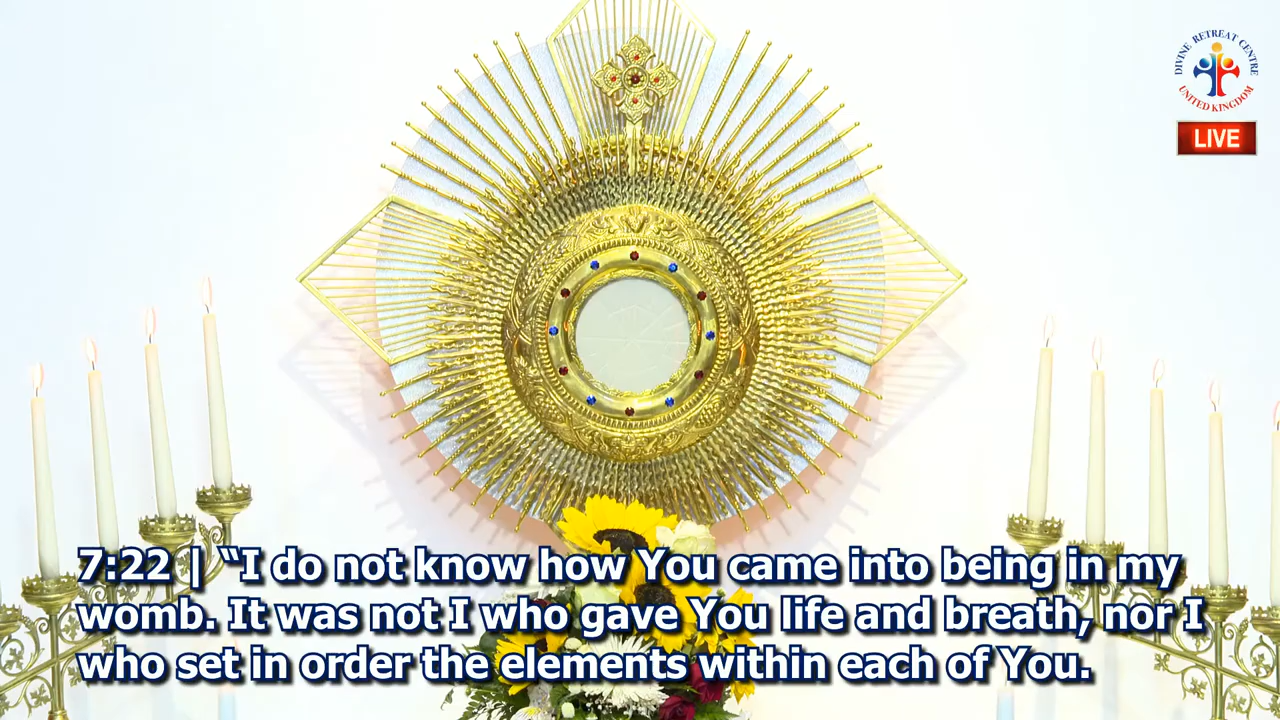 DIVINE RETREAT CENTRE
UNITED KINGDOM
LIVE
7:22 | “I do not know how You came into being in my
womb. It was not I who gave You life and breath, nor I
who set in order the elements within each of You.